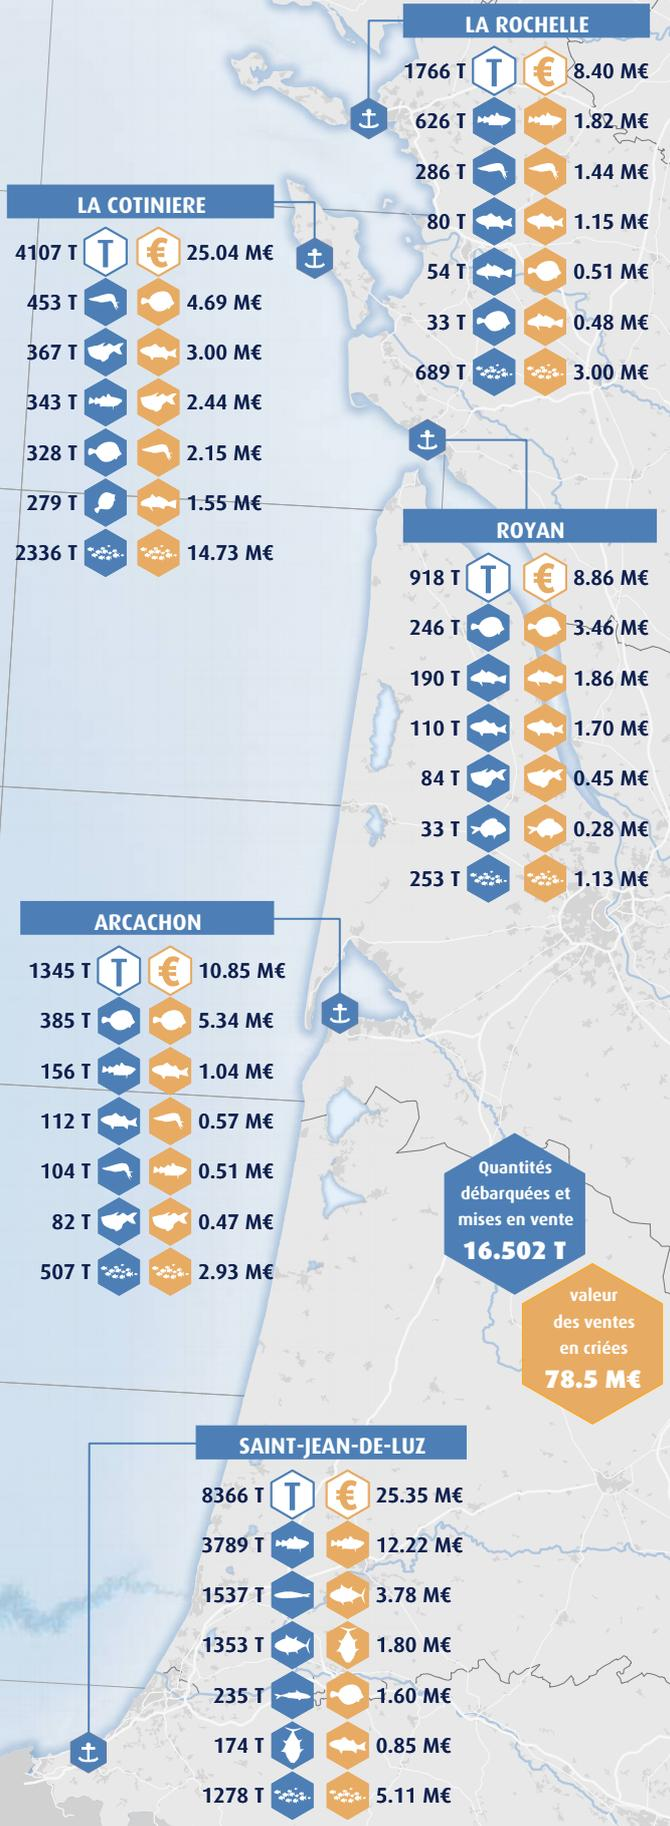 LA ROCHELLE
1766 T T € 8.40 M€
626 T 1.82 M€
286 T 1.44 M€
80 T 1.15 M€
54 T 0.51 M€
33 T 0.48 M€
689 T 3.00 M€
LA COTINIERE
4107 T T € 25.04 M€
453 T 4.69 M€
367 T 3.00 M€
343 T 2.44 M€
328 T 2.15 M€
279 T 1.55 M€
2336 T 14.73 M€
ROYAN
918 T T € 8.86 M€
246 T 3.46 M€
190 T 1.86 M€
110 T 1.70 M€
84 T 0.45 M€
33 T 0.28 M€
253 T 1.13 M€
ARCACHON
1345 T T € 10.85 M€
385 T 5.34 M€
156 T 1.04 M€
112 T 0.57 M€
104 T 0.51 M€
82 T 0.47 M€
507 T 2.93 M€
Quantités
débarquées et
mises en vente
16.502 T
valeur
des ventes
en criées
78.5 M€
SAINT-JEAN-DE-LUZ
8366 T T € 25.35 M€
3789 T 12.22 M€
1537 T 3.78 M€
1353 T 1.80 M€
235 T 1.60 M€
174 T 0.85 M€
1278 T 5.11 M€